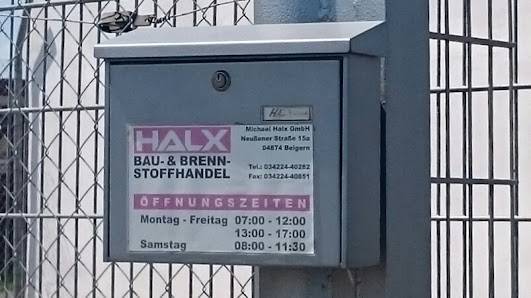 HALX
BAU- & BRENN-
STOFFHANDEL
Michael Halx GmbH
Neußener Straße 15a
04874 Belgern
Tel.: 034224-40282
Fax: 034224-40851
ÖFFNUNGSZEITEN
Montag - Freitag 07:00 - 12:00
13:00 - 17:00
Samstag 08:00 - 11:30